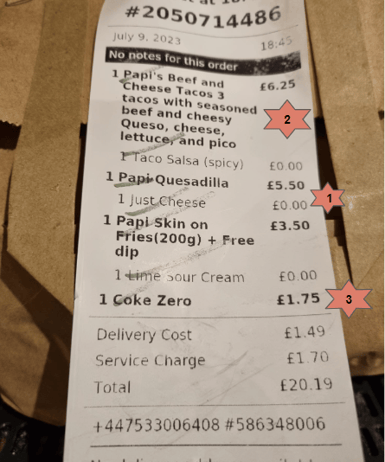 #2050714486
July 9, 2023 18:45
No notes for this order
1 Papi's Beef and £6.25
Cheese Tacos 3
tacos with seasoned
beef and cheesy
Queso, cheese,
lettuce, and pico
2
1 Taco Salsa (spicy) £0.00
1 Papi Quesadilla £5.50
1 Just Cheese £0.00
1
1 Papi Skin on £3.50
Fries(200g) + Free
dip
1 Lime Sour Cream £0.00
1 Coke Zero £1.75
3
Delivery Cost £1.49
Service Charge £1.70
Total £20.19
+447533006408 #586348006